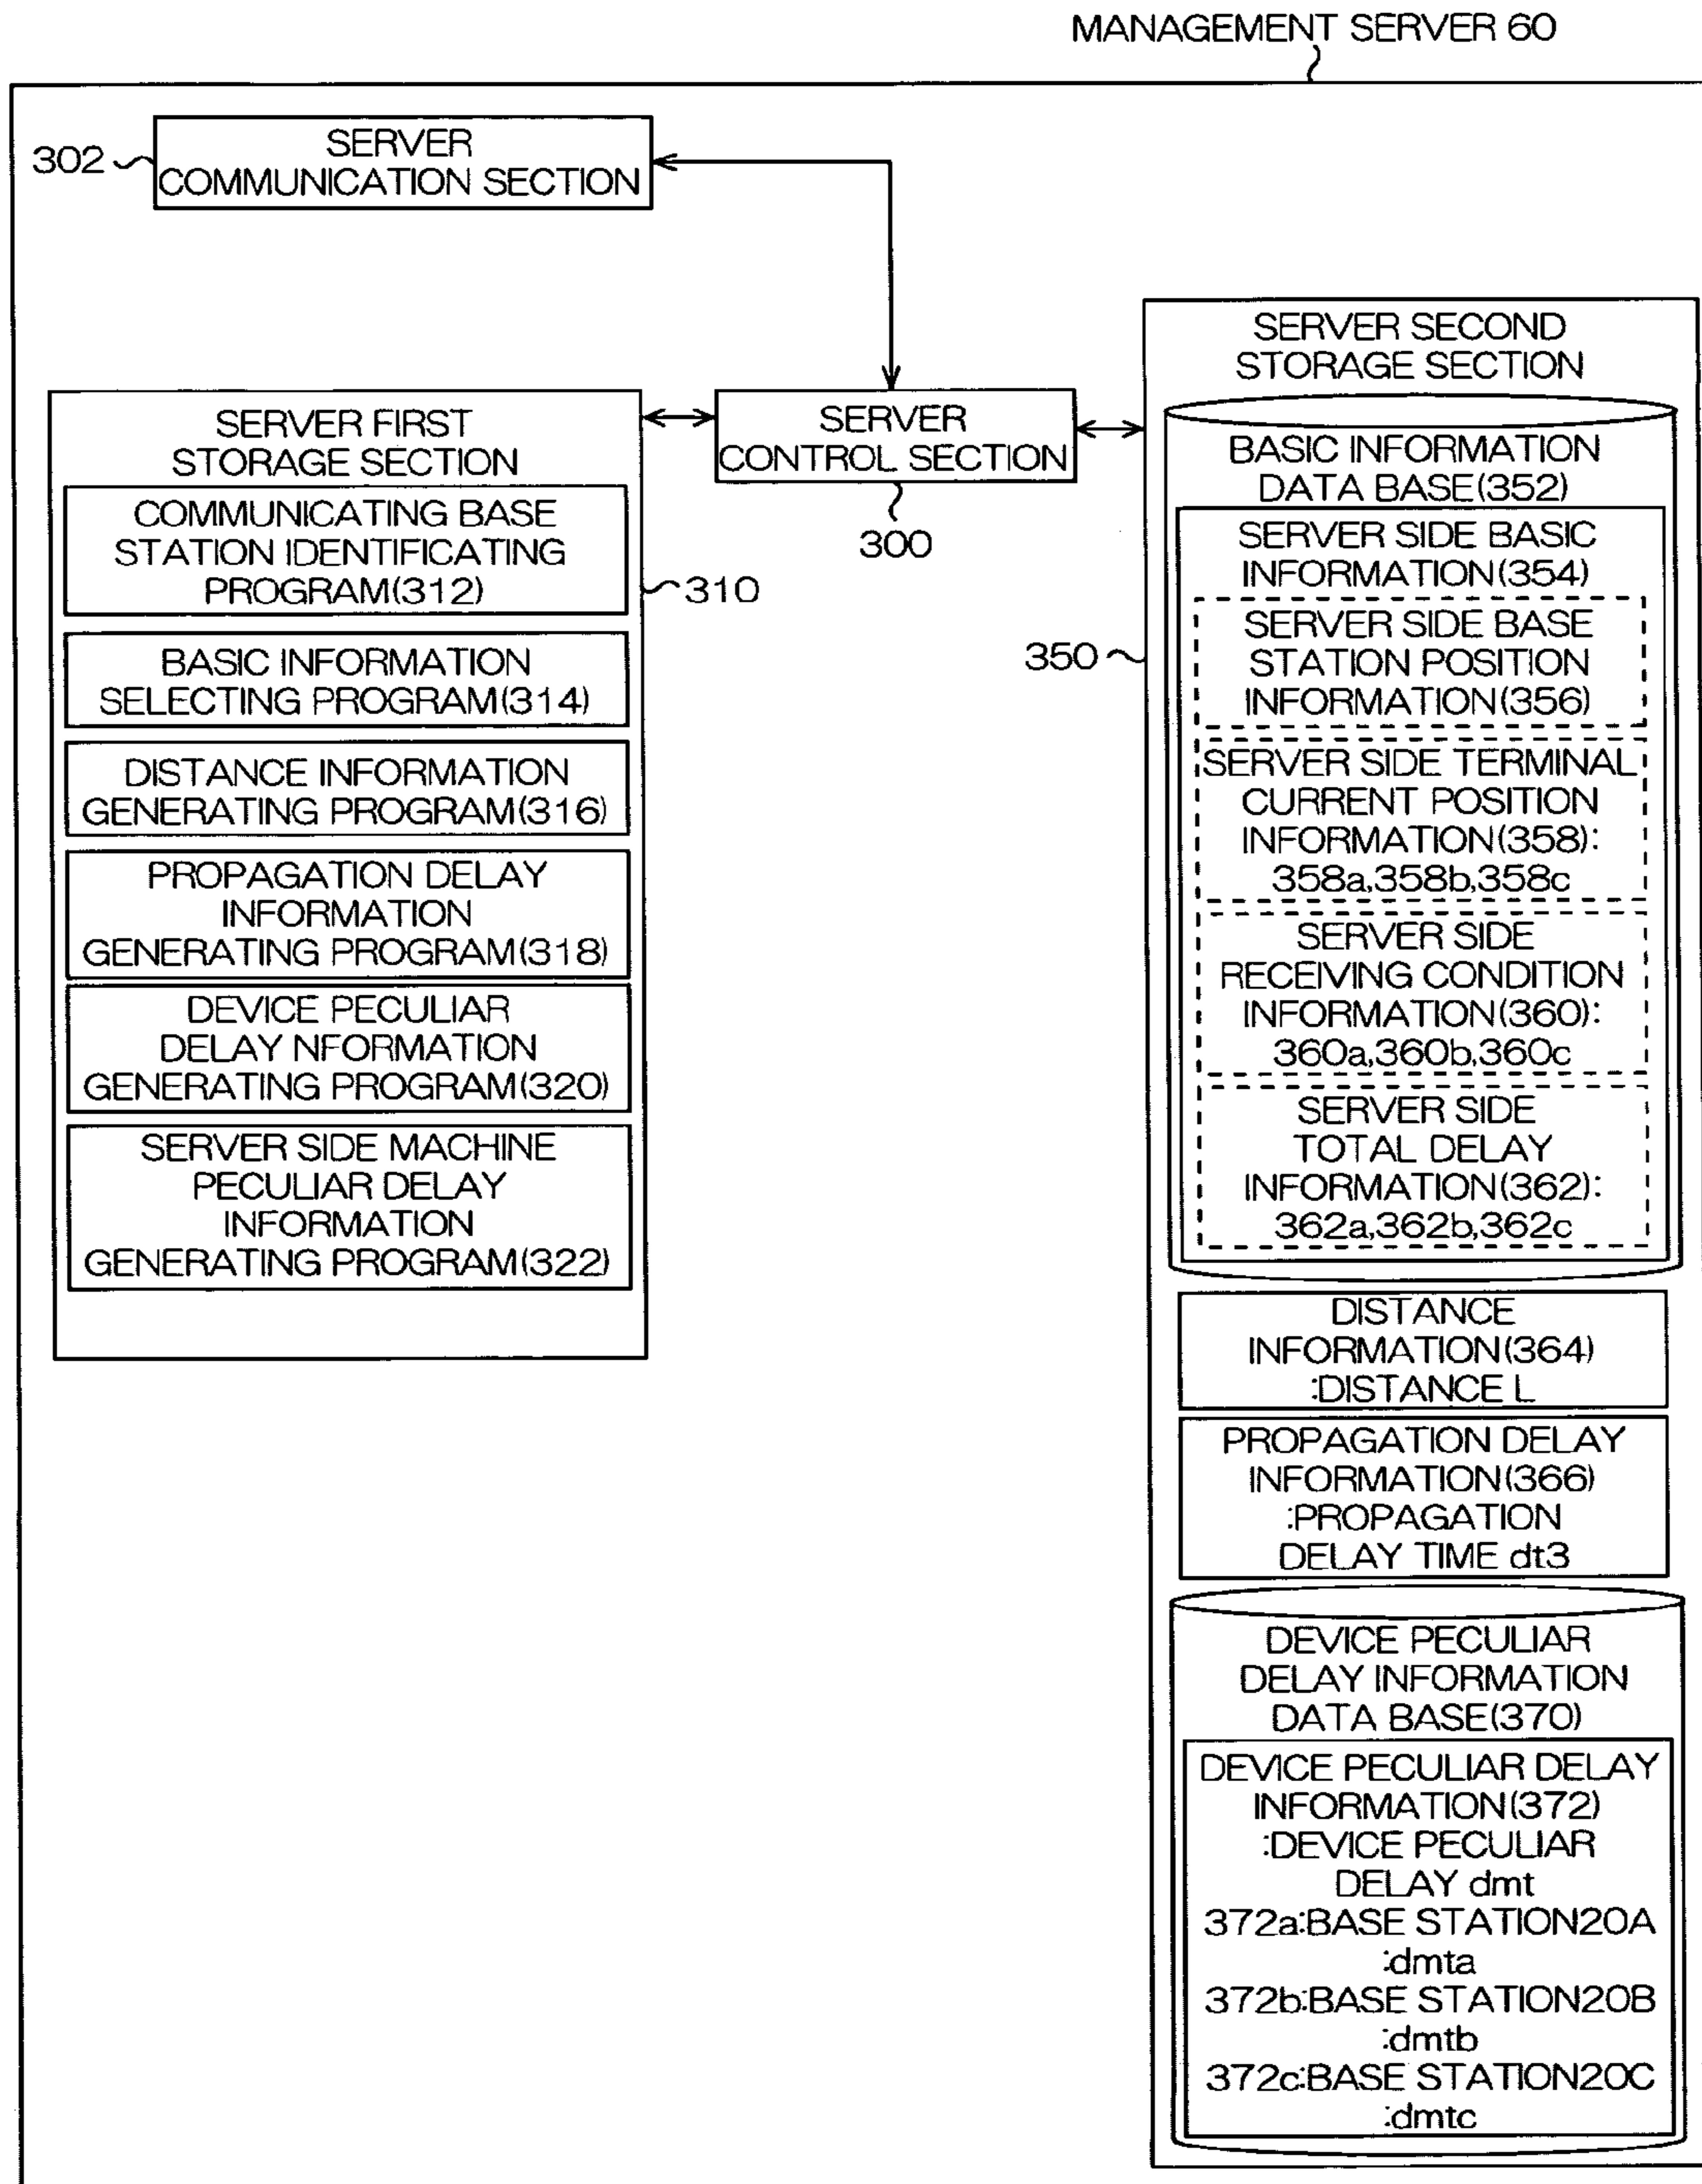 MANAGEMENT SERVER 60
302
SERVER
COMMUNICATION SECTION
SERVER FIRST
STORAGE SECTION
COMMUNICATING BASE
STATION IDENTIFICATING
PROGRAM(312)
BASIC INFORMATION
SELECTING PROGRAM(314)
DISTANCE INFORMATION
GENERATING PROGRAM(316)
PROPAGATION DELAY
INFORMATION
GENERATING PROGRAM(318)
DEVICE PECULIAR
DELAY NFORMATION
GENERATING PROGRAM(320)
SERVER SIDE MACHINE
PECULIAR DELAY
INFORMATION
GENERATING PROGRAM(322)
310
SERVER
CONTROL SECTION
300
350
SERVER SECOND
STORAGE SECTION
BASIC INFORMATION
DATA BASE(352)
SERVER SIDE BASIC
INFORMATION(354)
SERVER SIDE BASE
STATION POSITION
INFORMATION(356)
SERVER SIDE TERMINAL
CURRENT POSITION
INFORMATION(358):
358a,358b,358c
SERVER SIDE
RECEIVING CONDITION
INFORMATION(360):
360a,360b,360c
SERVER SIDE
TOTAL DELAY
INFORMATION(362):
362a,362b,362c
DISTANCE
INFORMATION(364)
:DISTANCE L
PROPAGATION DELAY
INFORMATION(366)
:PROPAGATION
DELAY TIME dt3
DEVICE PECULIAR
DELAY INFORMATION
DATA BASE(370)
DEVICE PECULIAR DELAY
INFORMATION(372)
:DEVICE PECULIAR
DELAY dmt
372a:BASE STATION20A
:dmta
372b:BASE STATION20B
:dmtb
372c:BASE STATION20C
:dmtc